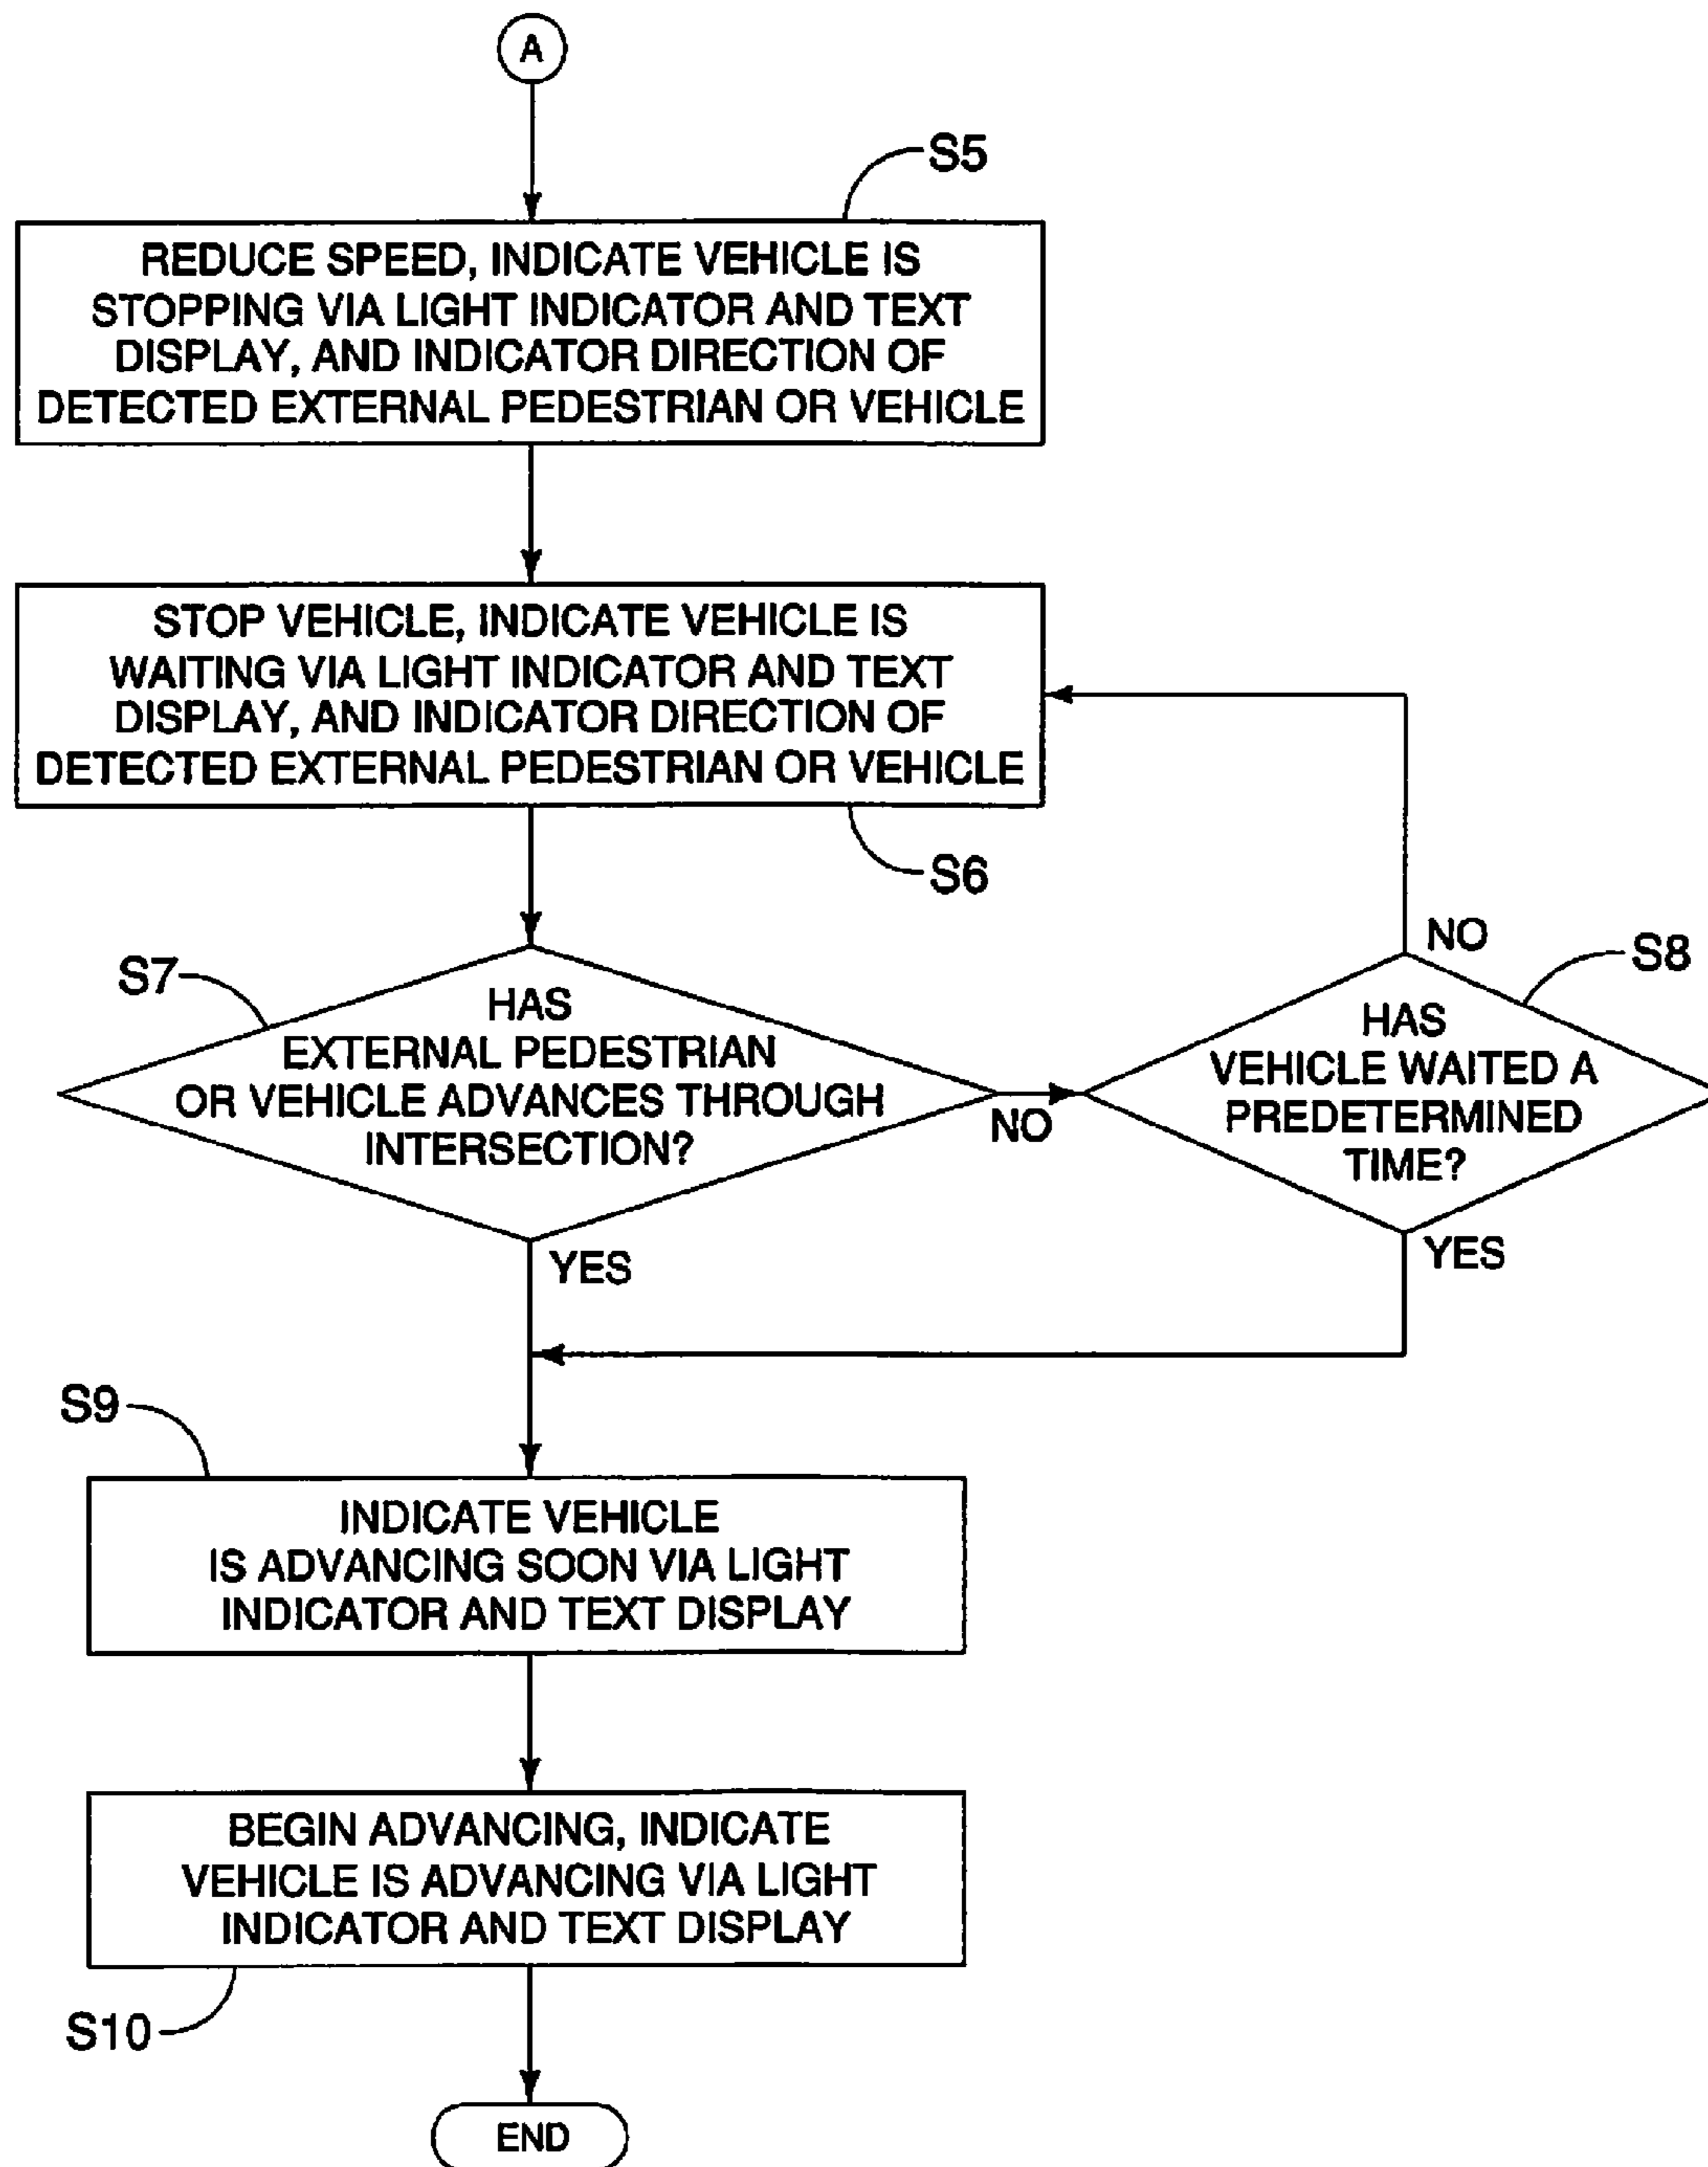 A
S5
REDUCE SPEED, INDICATE VEHICLE IS
STOPPING VIA LIGHT INDICATOR AND TEXT
DISPLAY, AND INDICATOR DIRECTION OF
DETECTED EXTERNAL PEDESTRIAN OR VEHICLE
STOP VEHICLE, INDICATE VEHICLE IS
WAITING VIA LIGHT INDICATOR AND TEXT
DISPLAY, AND INDICATOR DIRECTION OF
DETECTED EXTERNAL PEDESTRIAN OR VEHICLE
S6
S7
HAS
EXTERNAL PEDESTRIAN
OR VEHICLE ADVANCES THROUGH
INTERSECTION?
NO
YES
NO
S8
HAS
VEHICLE WAITED A
PREDETERMINED
TIME?
YES
S9
INDICATE VEHICLE
IS ADVANCING SOON VIA LIGHT
INDICATOR AND TEXT DISPLAY
BEGIN ADVANCING, INDICATE
VEHICLE IS ADVANCING VIA LIGHT
INDICATOR AND TEXT DISPLAY
S10
END